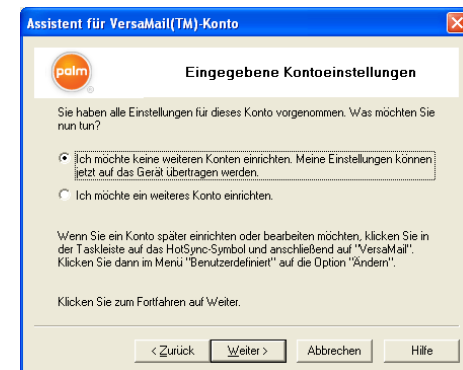 Assistent für VersaMail(TM)-Konto
palm
Eingegebene Kontoeinstellungen
Sie haben alle Einstellungen für dieses Konto vorgenommen. Was möchten Sie
nun tun?
Ich möchte keine weiteren Konten einrichten. Meine Einstellungen können
jetzt auf das Gerät übertragen werden.
Ich möchte ein weiteres Konto einrichten.
Wenn Sie ein Konto später einrichten oder bearbeiten möchten, klicken Sie in
der Taskleiste auf das HotSync-Symbol und anschließend auf "VersaMail".
Klicken Sie dann im Menü "Benutzerdefiniert" auf die Option "Ändern".
Klicken Sie zum Fortfahren auf Weiter.
< Zurück Weiter > Abbrechen Hilfe